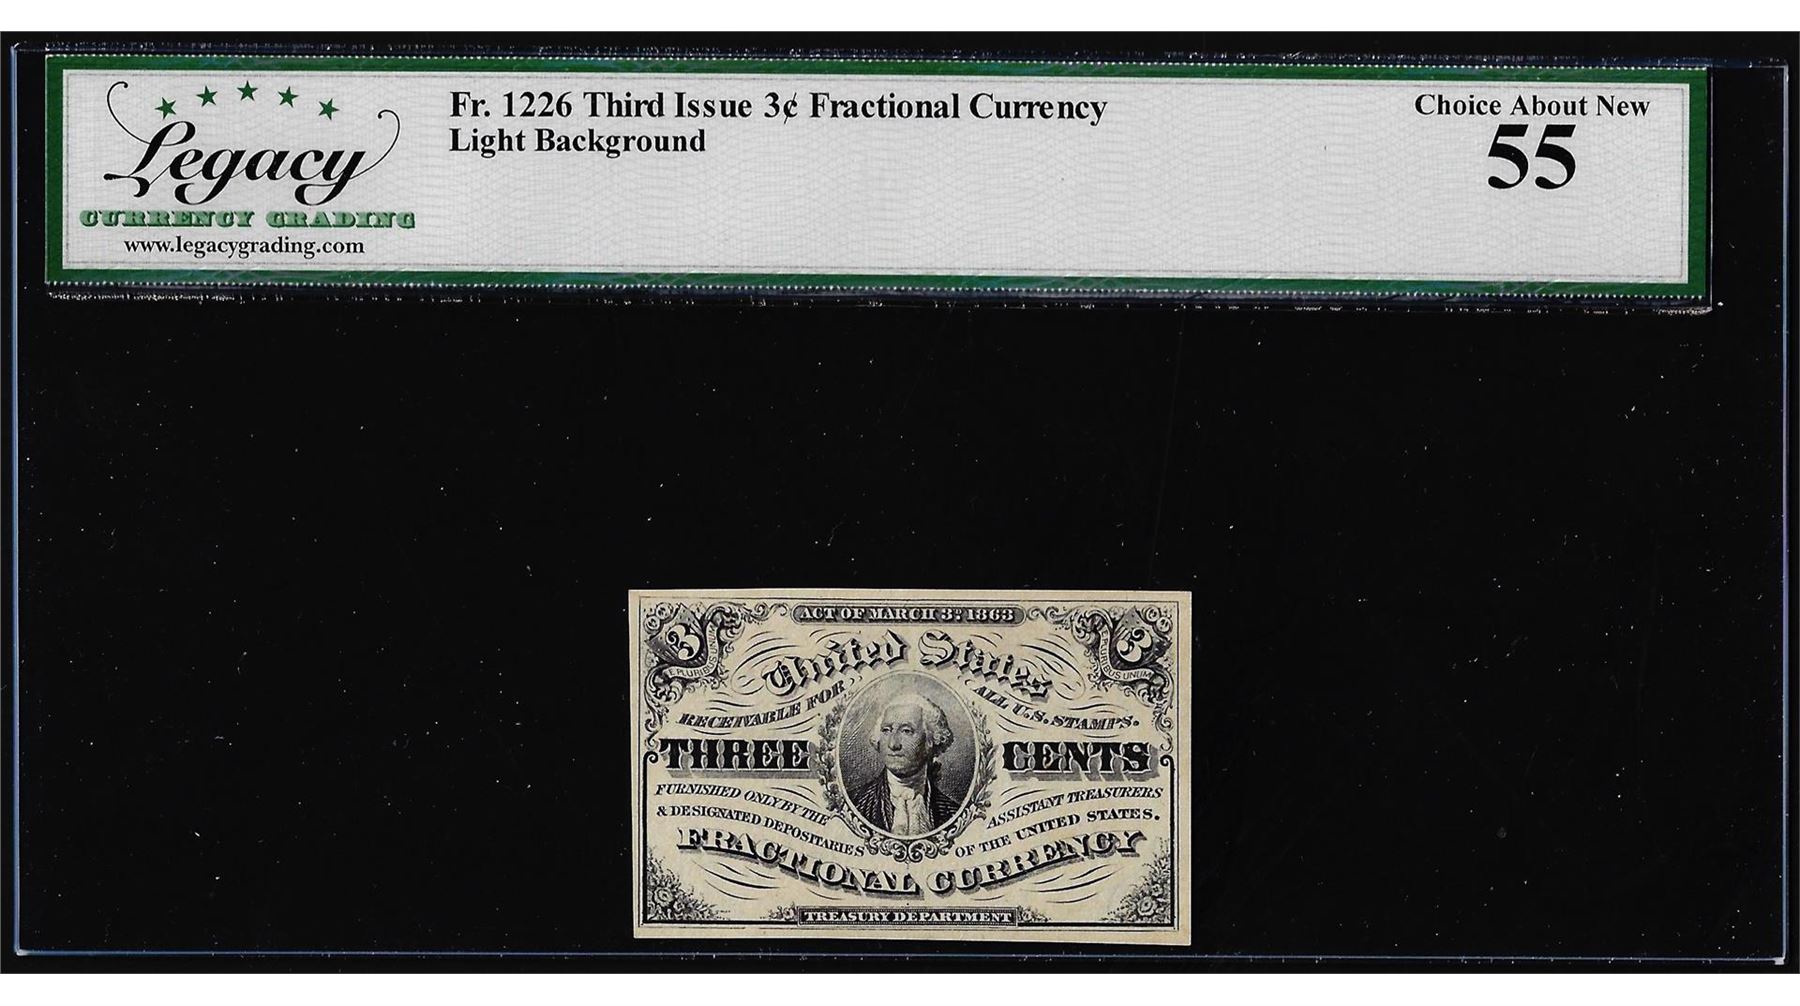 Legacy
CURRENCY GRADING
www.legacygrading.com
Fr. 1226 Third Issue 3¢ Fractional Currency
Light Background
Choice About New
55
ACT OF MARCH 3RD 1863
3
3
E PLURIBUS UNUM
E PLURIBUS UNUM
United States
RECEIVABLE FOR ALL U.S. STAMPS.
THREE CENTS
FURNISHED ONLY BY THE ASSISTANT TREASURERS
& DESIGNATED DEPOSITARIES OF THE UNITED STATES.
FRACTIONAL CURRENCY
TREASURY DEPARTMENT